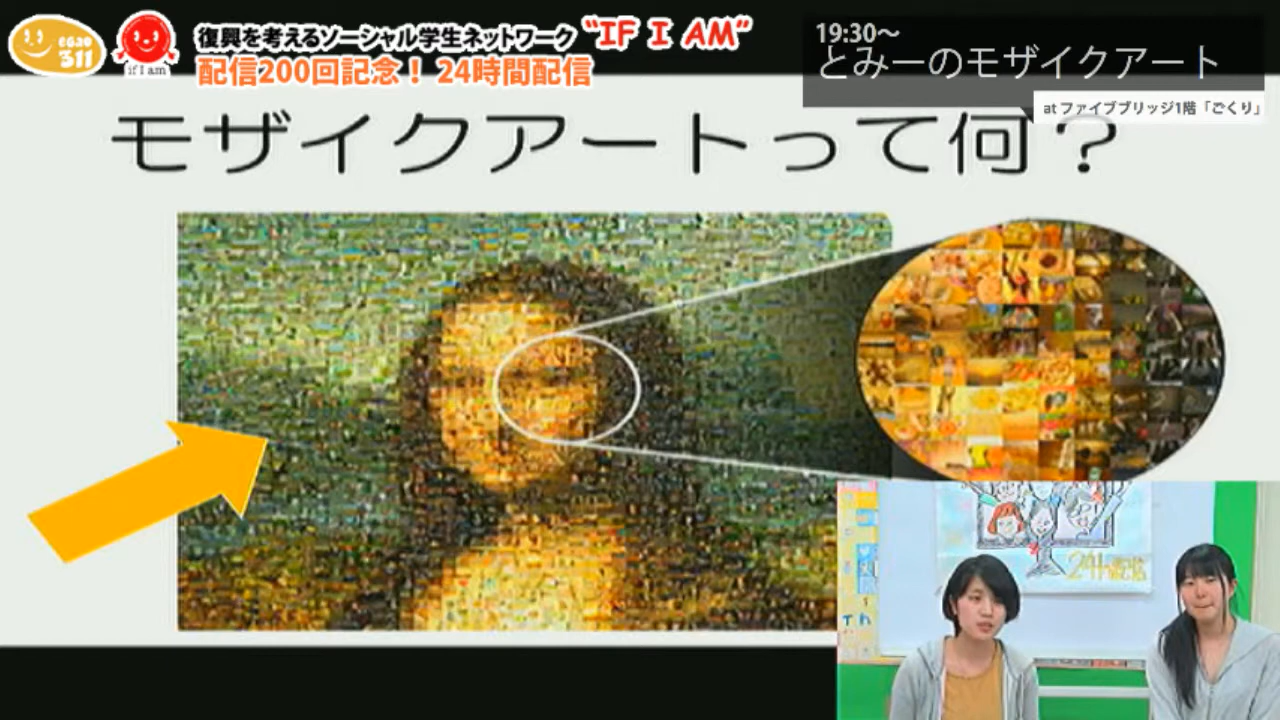 egao
311
if I am
復興を考えるソーシャル学生ネットワーク "IF I AM"
配信200回記念！ 24時間配信
19:30～
とみーのモザイクアート
at ファイブブリッジ1階「ごくり」
モザイクアートって何？
24h配信